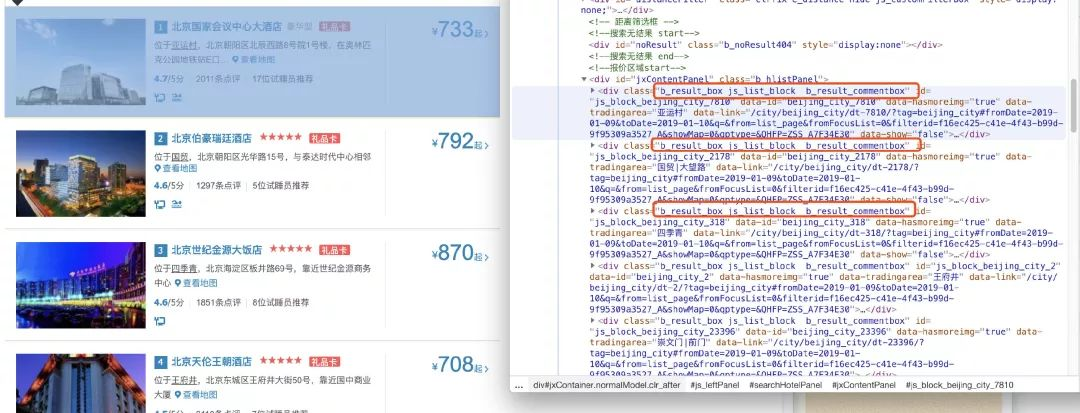 1 北京国家会议中心大酒店 豪华型 礼品卡
¥733起
位于亚运村，北京朝阳区北辰西路8号院1号楼，在奥林匹
克公园地铁站E口... 查看地图
4.7/5分 2011条点评 17位试睡员推荐
2 北京伯豪瑞廷酒店 ★★★★★ 礼品卡
¥792起
位于国贸，北京朝阳区光华路15号，与泰达时代中心相邻
查看地图
4.6/5分 1297条点评 5位试睡员推荐
3 北京世纪金源大饭店 ★★★★★ 礼品卡
¥870起
位于四季青，北京海淀区板井路69号，靠近世纪金源商务
中心 查看地图
4.6/5分 1851条点评 8位试睡员推荐
4 北京天伦王朝酒店 ★★★★★ 礼品卡
¥708起
位于王府井，北京东城区王府井大街50号，靠近国中商业
大厦 查看地图
none;">…</div>
<!-- 距离筛选框 -->
<!--搜索无结果 start-->
<div id="noResult" class="b_noResult404" style="display:none"></div>
<!--搜索无结果 end-->
<!--报价区域start-->
▼<div id="jxContentPanel" class="b_hlistPanel">
▶<div class="b_result_box js_list_block  b_result_commentbox" id=
"js_block_beijing_city_7810" data-id="beijing_city_7810" data-hasmoreimg="true" data-
tradingarea="亚运村" data-link="/city/beijing_city/dt-7810/?tag=beijing_city#fromDate=2019-
01-09&toDate=2019-01-10&q=&from=list_page&fromFocusList=0&filterid=f16ec425-c41e-4f43-b99d-
9f95309a3527_A&showMap=0&qptype=&QHFP=ZSS_A7F34E30" data-show="false">…</div>
▶<div class="b_result_box js_list_block  b_result_commentbox" id=
"js_block_beijing_city_2178" data-id="beijing_city_2178" data-hasmoreimg="true" data-
tradingarea="国贸|大望路" data-link="/city/beijing_city/dt-2178/?
tag=beijing_city#fromDate=2019-01-09&toDate=2019-01-
10&q=&from=list_page&fromFocusList=0&filterid=f16ec425-c41e-4f43-b99d-
9f95309a3527_A&showMap=0&qptype=&QHFP=ZSS_A7F34E30">…</div>
▶<div class="b_result_box js_list_block  b_result_commentbox" id=
"js_block_beijing_city_318" data-id="beijing_city_318" data-hasmoreimg="true" data-
tradingarea="四季青" data-link="/city/beijing_city/dt-318/?tag=beijing_city#fromDate=2019-
01-09&toDate=2019-01-10&q=&from=list_page&fromFocusList=0&filterid=f16ec425-c41e-4f43-b99d-
9f95309a3527_A&showMap=0&qptype=&QHFP=ZSS_A7F34E30" data-show="false">…</div>
▶<div class="b_result_box js_list_block  b_result_commentbox" id="js_block_beijing_city_2"
data-id="beijing_city_2" data-hasmoreimg="true" data-tradingarea="王府井" data-link="/city/
beijing_city/dt-2/?tag=beijing_city#fromDate=2019-01-09&toDate=2019-01-
10&q=&from=list_page&fromFocusList=0&filterid=f16ec425-c41e-4f43-b99d-
9f95309a3527_A&showMap=0&qptype=&QHFP=ZSS_A7F34E30">…</div>
▶<div class="b_result_box js_list_block  b_result_commentbox" id=
"js_block_beijing_city_23396" data-id="beijing_city_23396" data-hasmoreimg="true" data-
tradingarea="崇文门|前门" data-link="/city/beijing_city/dt-23396/?
tag=beijing_city#fromDate=2019-01-09&toDate=2019-01-
10&q=&from=list_page&fromFocusList=0&filterid=f16ec425-c41e-4f43-b99d-
9f95309a3527_A&showMap=0&qptype=&QHFP=ZSS_A7F34E30">…</div>
... div#jxContainer.normalModel.clr_after #js_leftPanel #searchHotelPanel #jxContentPanel #js_block_beijing_city_7810